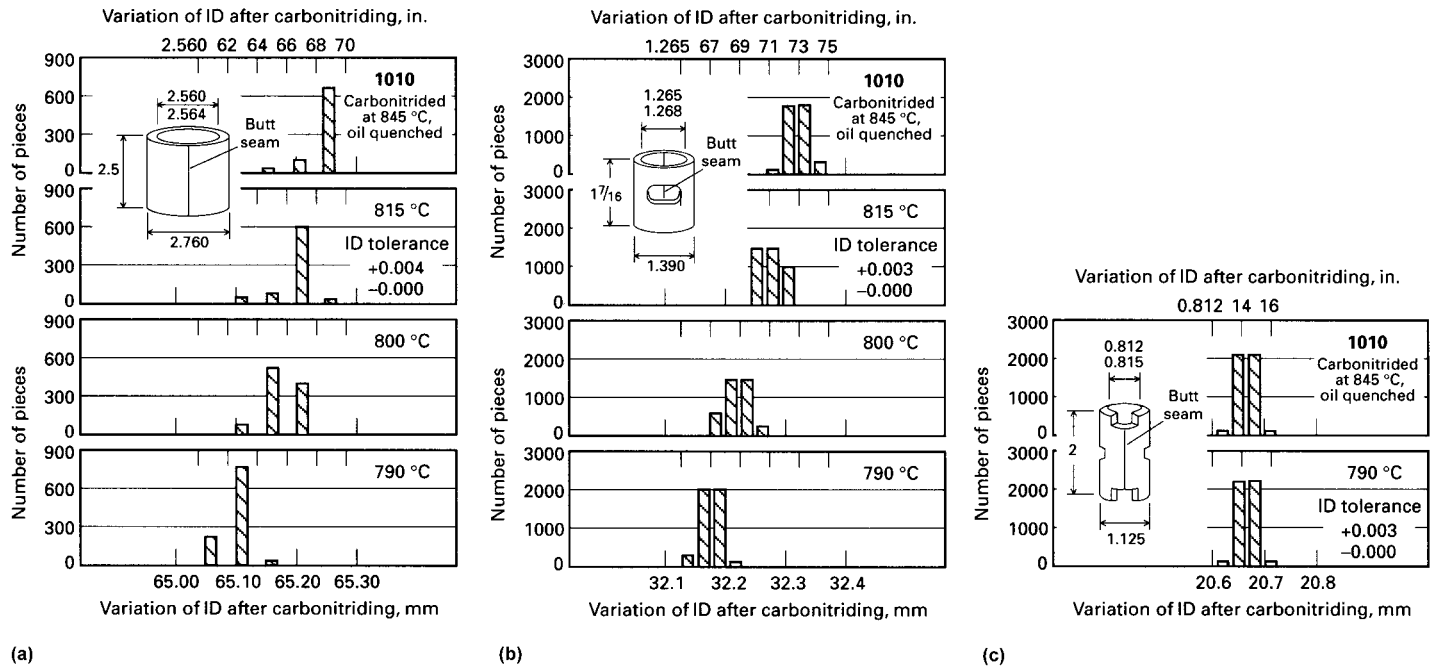 Variation of ID after carbonitriding, in.
2.560 62 64 66 68 70
Number of pieces
900
600
300
0
2.560
2.564
Butt
seam
2.5
2.760
1010
Carbonitrided
at 845 °C,
oil quenched
900
600
300
0
815 °C
ID tolerance
+0.004
−0.000
Number of pieces
900
600
300
0
800 °C
900
600
300
0
790 °C
65.00 65.10 65.20 65.30
Variation of ID after carbonitriding, mm
(a)
Variation of ID after carbonitriding, in.
1.265 67 69 71 73 75
Number of pieces
3000
2000
1000
0
1.265
1.268
Butt
seam
1 7/16
1.390
1010
Carbonitrided
at 845 °C,
oil quenched
3000
2000
1000
0
815 °C
ID tolerance
+0.003
−0.000
Number of pieces
3000
2000
1000
0
800 °C
3000
2000
1000
0
790 °C
32.1 32.2 32.3 32.4
Variation of ID after carbonitriding, mm
(b)
Variation of ID after carbonitriding, in.
0.812 14 16
Number of pieces
3000
2000
1000
0
0.812
0.815
Butt
seam
2
1.125
1010
Carbonitrided
at 845 °C,
oil quenched
3000
2000
1000
0
790 °C
ID tolerance
+0.003
−0.000
20.6 20.7 20.8
Variation of ID after carbonitriding, mm
(c)